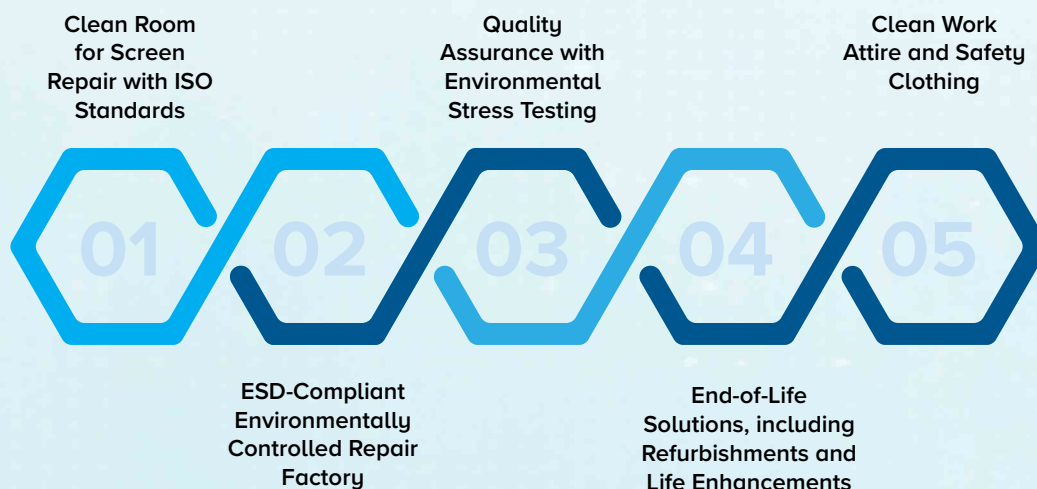 Clean Room
for Screen
Repair with ISO
Standards
Quality
Assurance with
Environmental
Stress Testing
Clean Work
Attire and Safety
Clothing
01
02
03
04
05
ESD-Compliant
Environmentally
Controlled Repair
Factory
End-of-Life
Solutions, including
Refurbishments and
Life Enhancements